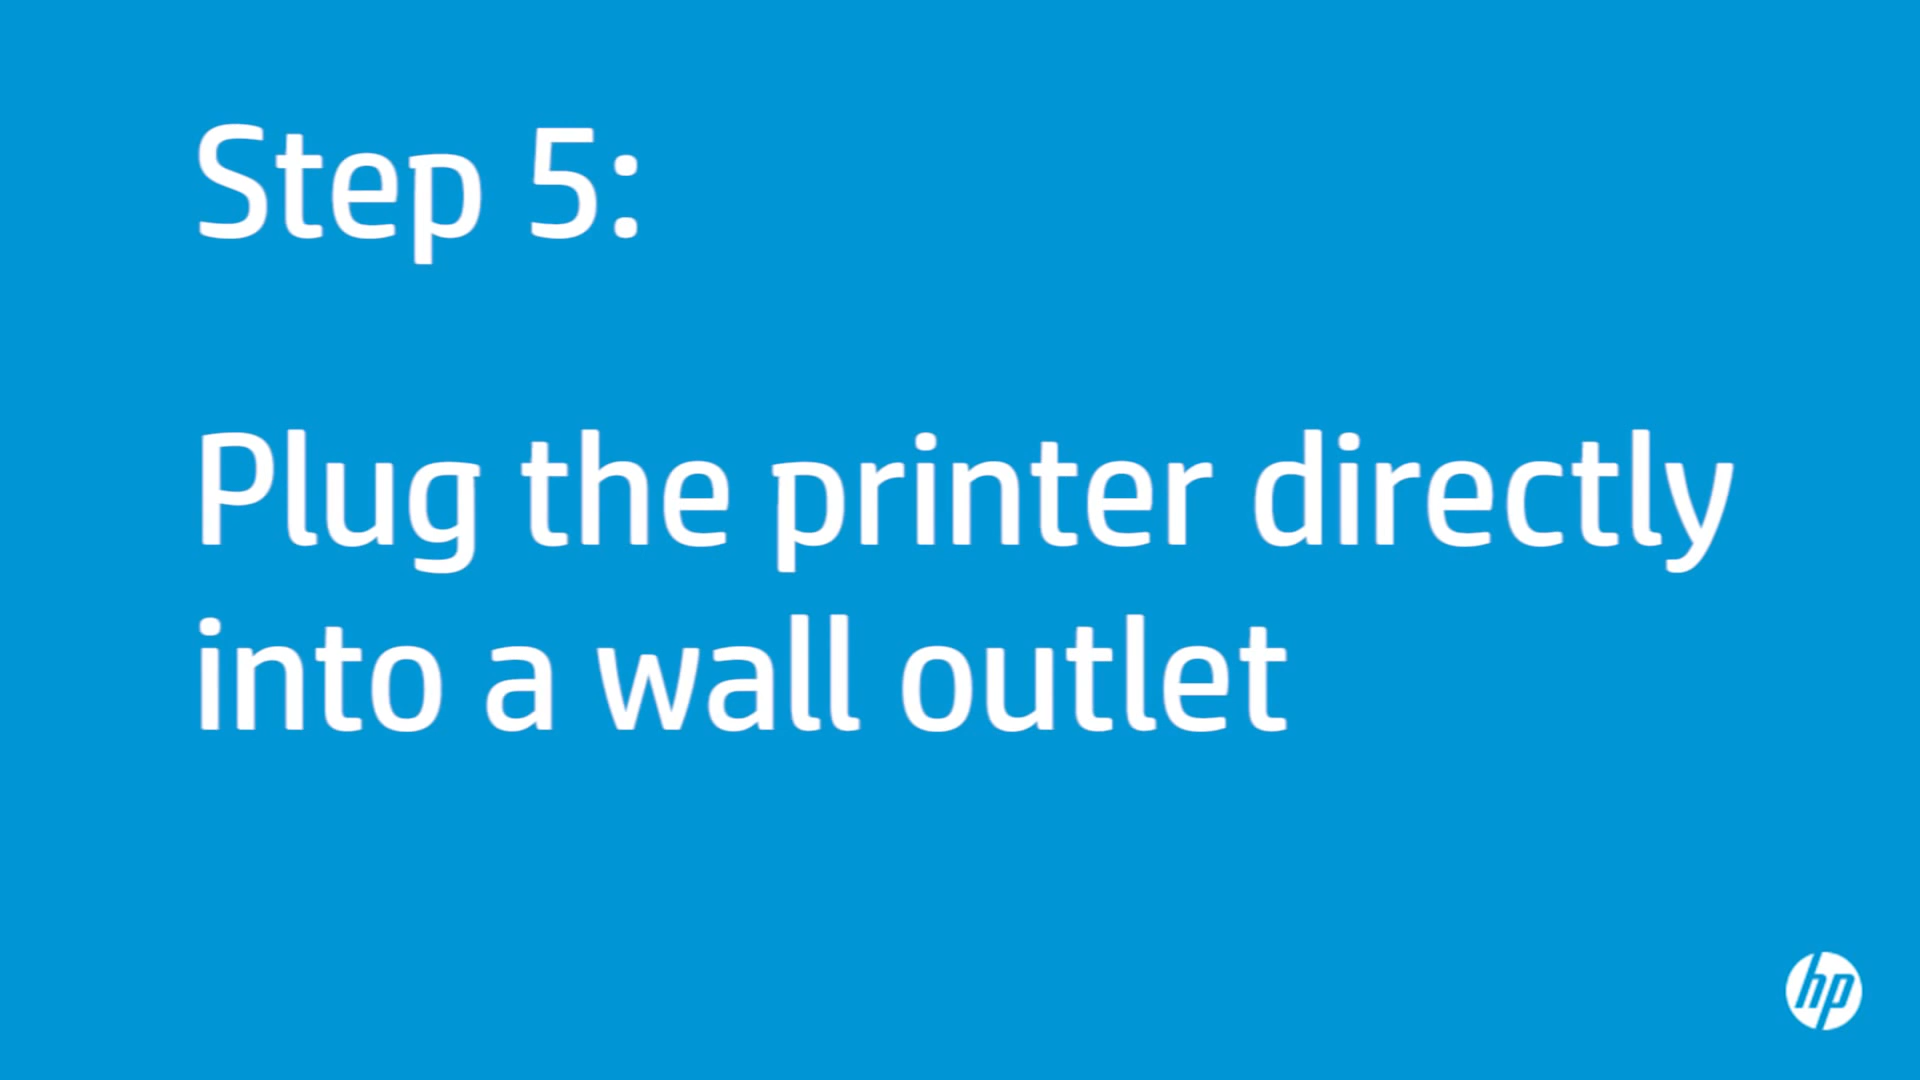 Step 5:
Plug the printer directly
into a wall outlet
hp